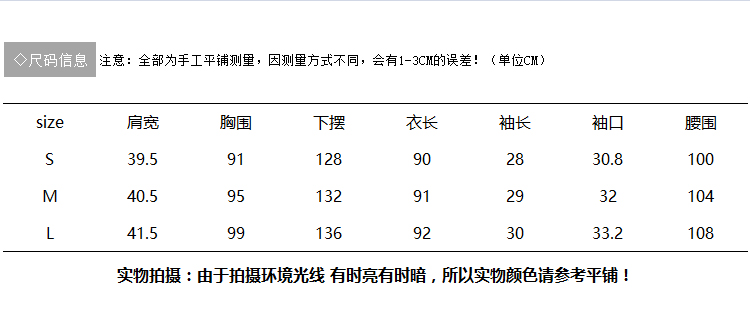 ◇尺码信息 注意：全部为手工平铺测量，因测量方式不同，会有1-3CM的误差！（单位CM）
size 肩宽 胸围 下摆 衣长 袖长 袖口 腰围
S 39.5 91 128 90 28 30.8 100
M 40.5 95 132 91 29 32 104
L 41.5 99 136 92 30 33.2 108
实物拍摄：由于拍摄环境光线 有时亮有时暗，所以实物颜色请参考平铺！